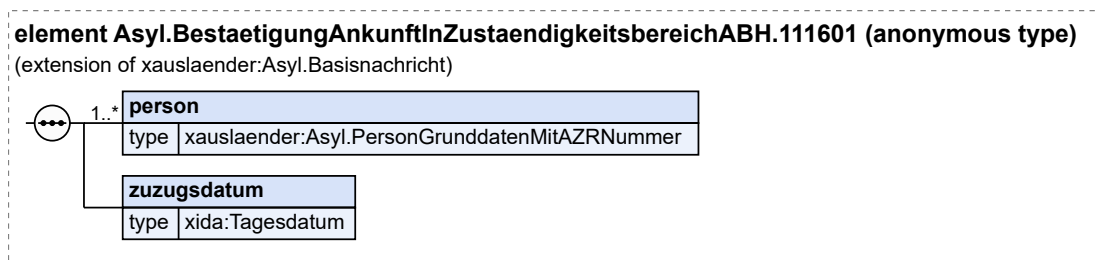 element Asyl.BestaetigungAnkunftInZustaendigkeitsbereichABH.111601 (anonymous type)
(extension of xauslaender:Asyl.Basisnachricht)
1..* person
type xauslaender:Asyl.PersonGrunddatenMitAZRNummer
zuzugsdatum
type xida:Tagesdatum